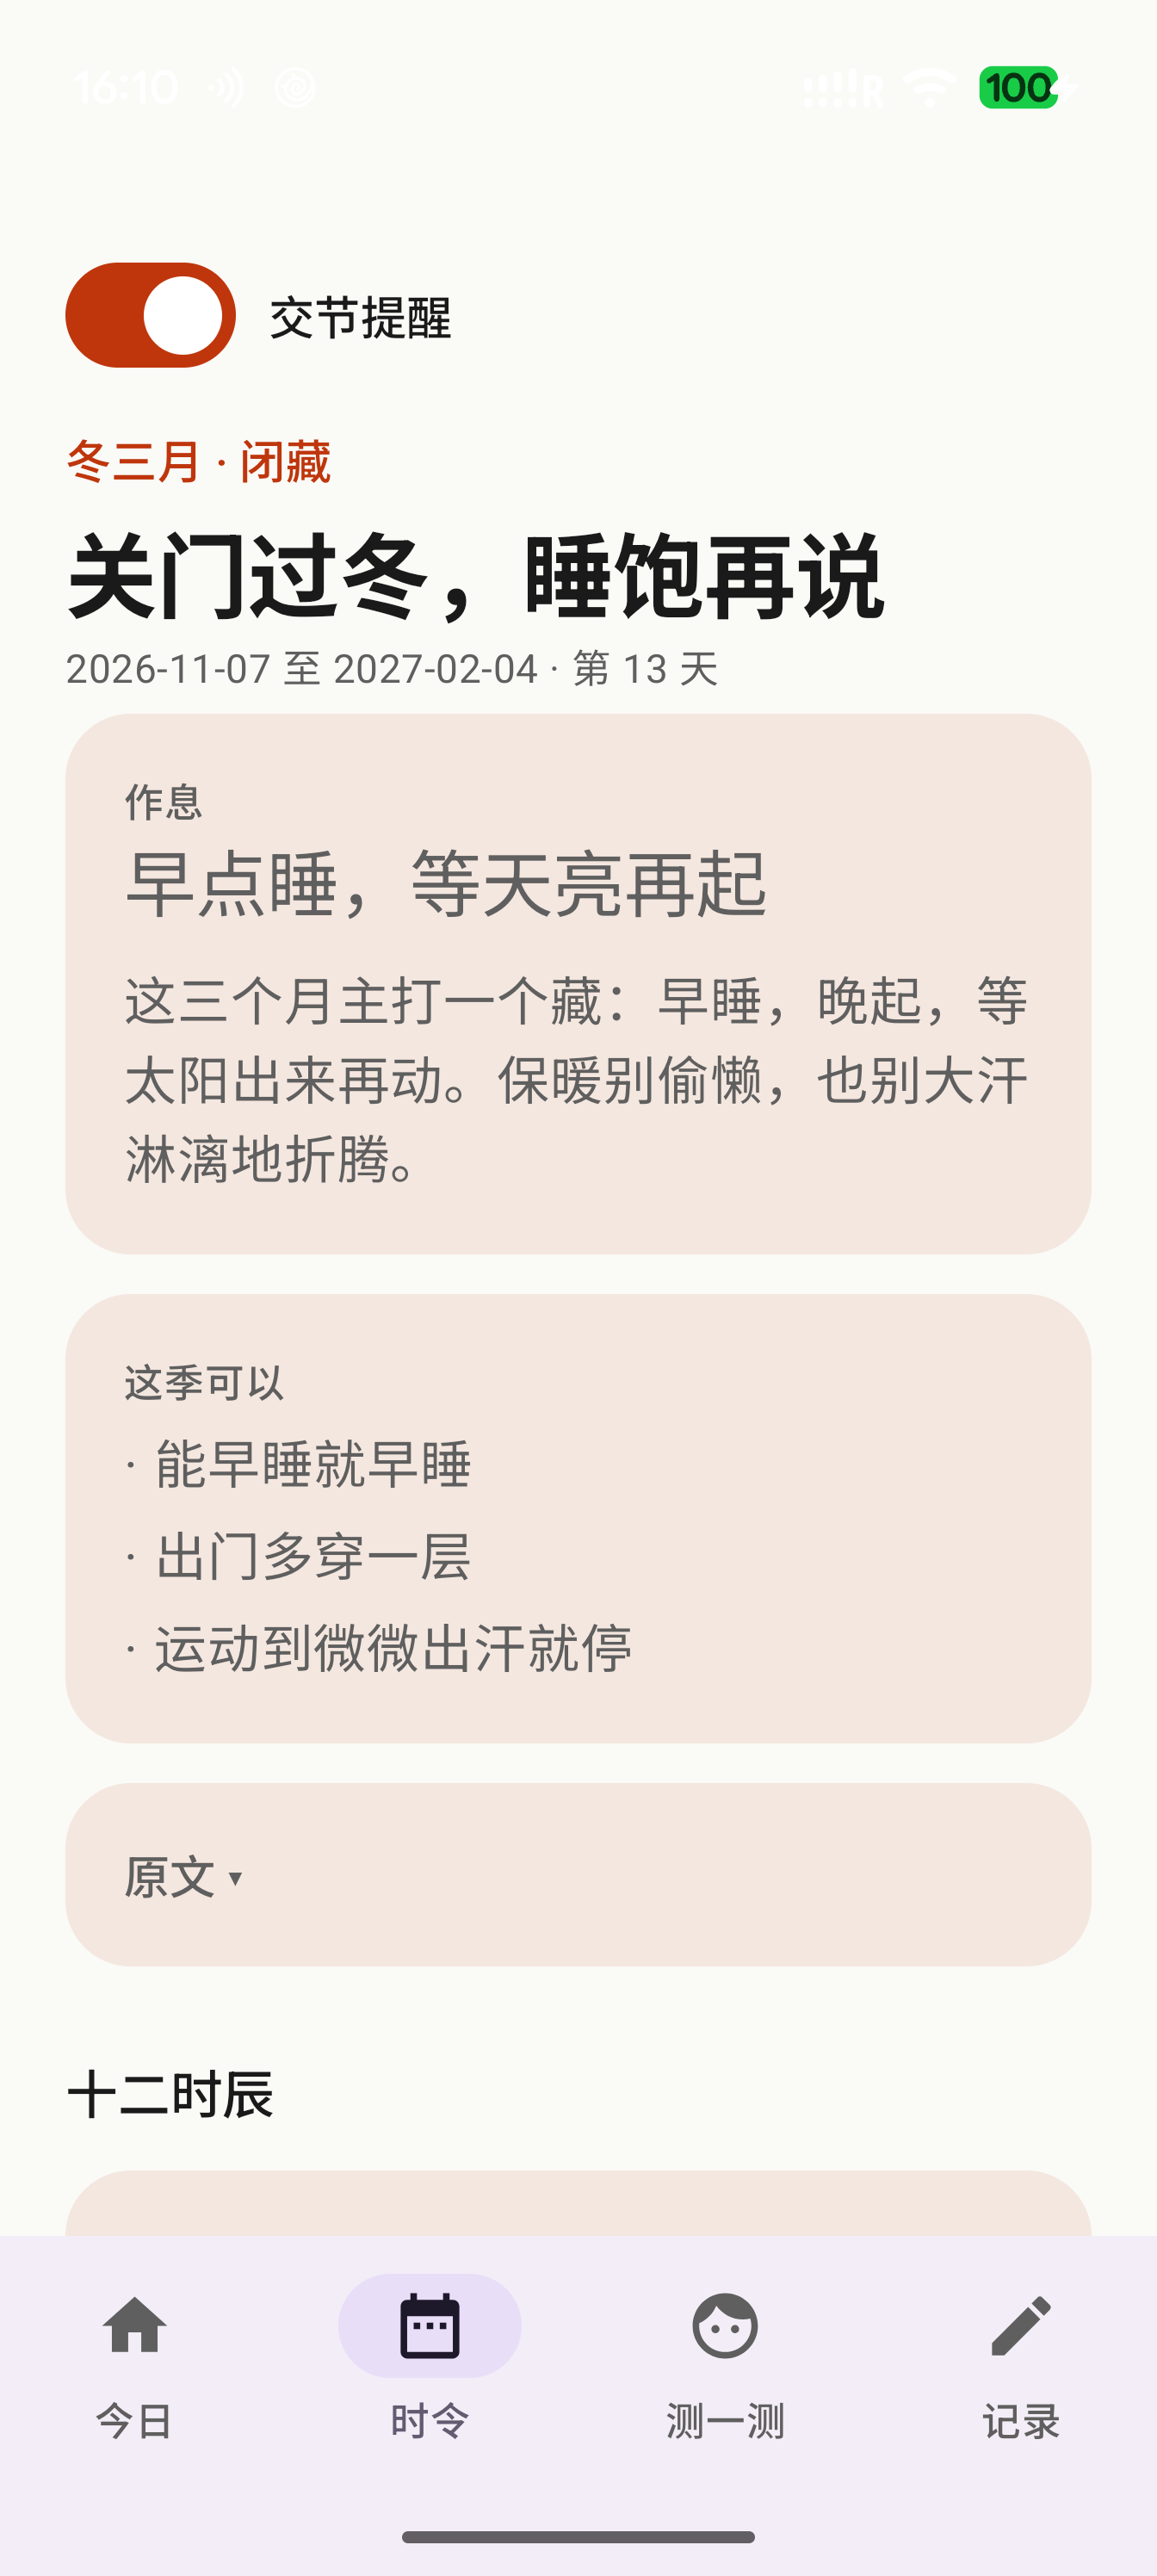 16:10
R
100
交节提醒
冬三月 · 闭藏
关门过冬，睡饱再说
2026-11-07 至 2027-02-04 · 第 13 天
作息
早点睡，等天亮再起
这三个月主打一个藏：早睡，晚起，等
太阳出来再动。保暖别偷懒，也别大汗
淋漓地折腾。
这季可以
· 能早睡就早睡
· 出门多穿一层
· 运动到微微出汗就停
原文 ▾
十二时辰
今日
时令
测一测
记录